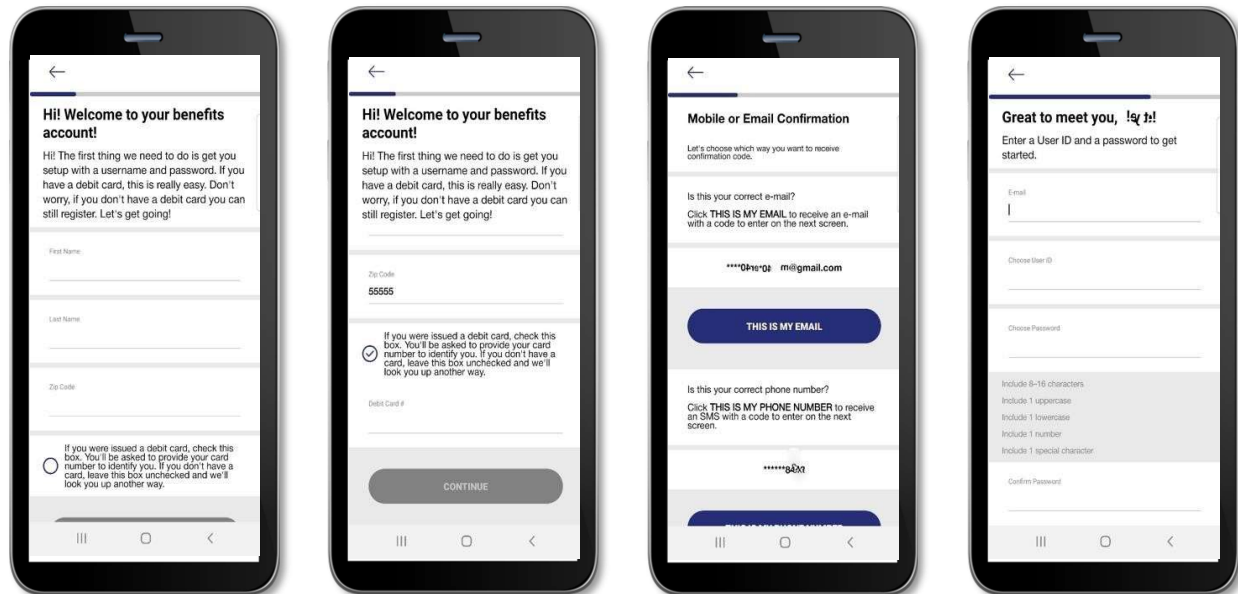 Hi! Welcome to your benefits
account!
Hi! The first thing we need to do is get you
setup with a username and password. If you
have a debit card, this is really easy. Don't
worry, if you don't have a debit card you can
still register. Let's get going!
First Name
Last Name
Zip Code
If you were issued a debit card, check this
box. You'll be asked to provide your card
number to identify you. If you don't have a
card, leave this box unchecked and we'll
look you up another way.
Hi! Welcome to your benefits
account!
Hi! The first thing we need to do is get you
setup with a username and password. If you
have a debit card, this is really easy. Don't
worry, if you don't have a debit card you can
still register. Let's get going!
Zip Code
55555
If you were issued a debit card, check this
box. You'll be asked to provide your card
number to identify you. If you don't have a
card, leave this box unchecked and we'll
look you up another way.
Debit Card #
CONTINUE
Mobile or Email Confirmation
Let's choose which way you want to receive
confirmation code.
Is this your correct e-mail?
Click THIS IS MY EMAIL to receive an e-mail
with a code to enter on the next screen.
m@gmail.com
THIS IS MY EMAIL
Is this your correct phone number?
Click THIS IS MY PHONE NUMBER to receive
an SMS with a code to enter on the next
screen.
Great to meet you,
Enter a User ID and a password to get
started.
E-mail
Choose User ID
Choose Password
Include 8-16 characters
Include 1 uppercase
Include 1 lowercase
Include 1 number
Include 1 special character
Confirm Password